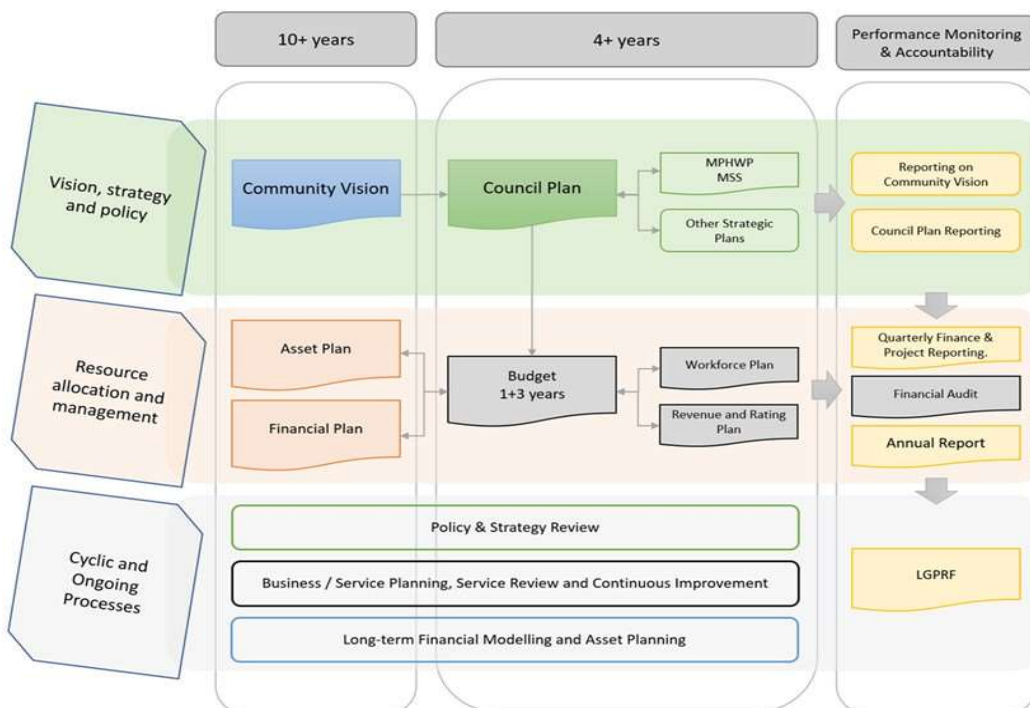 10+ years
4+ years
Performance Monitoring
& Accountability
Vision, strategy
and policy
Community Vision
Council Plan
MPHWP
MSS
Other Strategic
Plans
Reporting on
Community Vision
Council Plan Reporting
Resource
allocation and
management
Asset Plan
Financial Plan
Budget
1+3 years
Workforce Plan
Revenue and Rating
Plan
Quarterly Finance &
Project Reporting.
Financial Audit
Annual Report
Cyclic and
Ongoing
Processes
Policy & Strategy Review
Business / Service Planning, Service Review and Continuous Improvement
Long-term Financial Modelling and Asset Planning
LGPRF